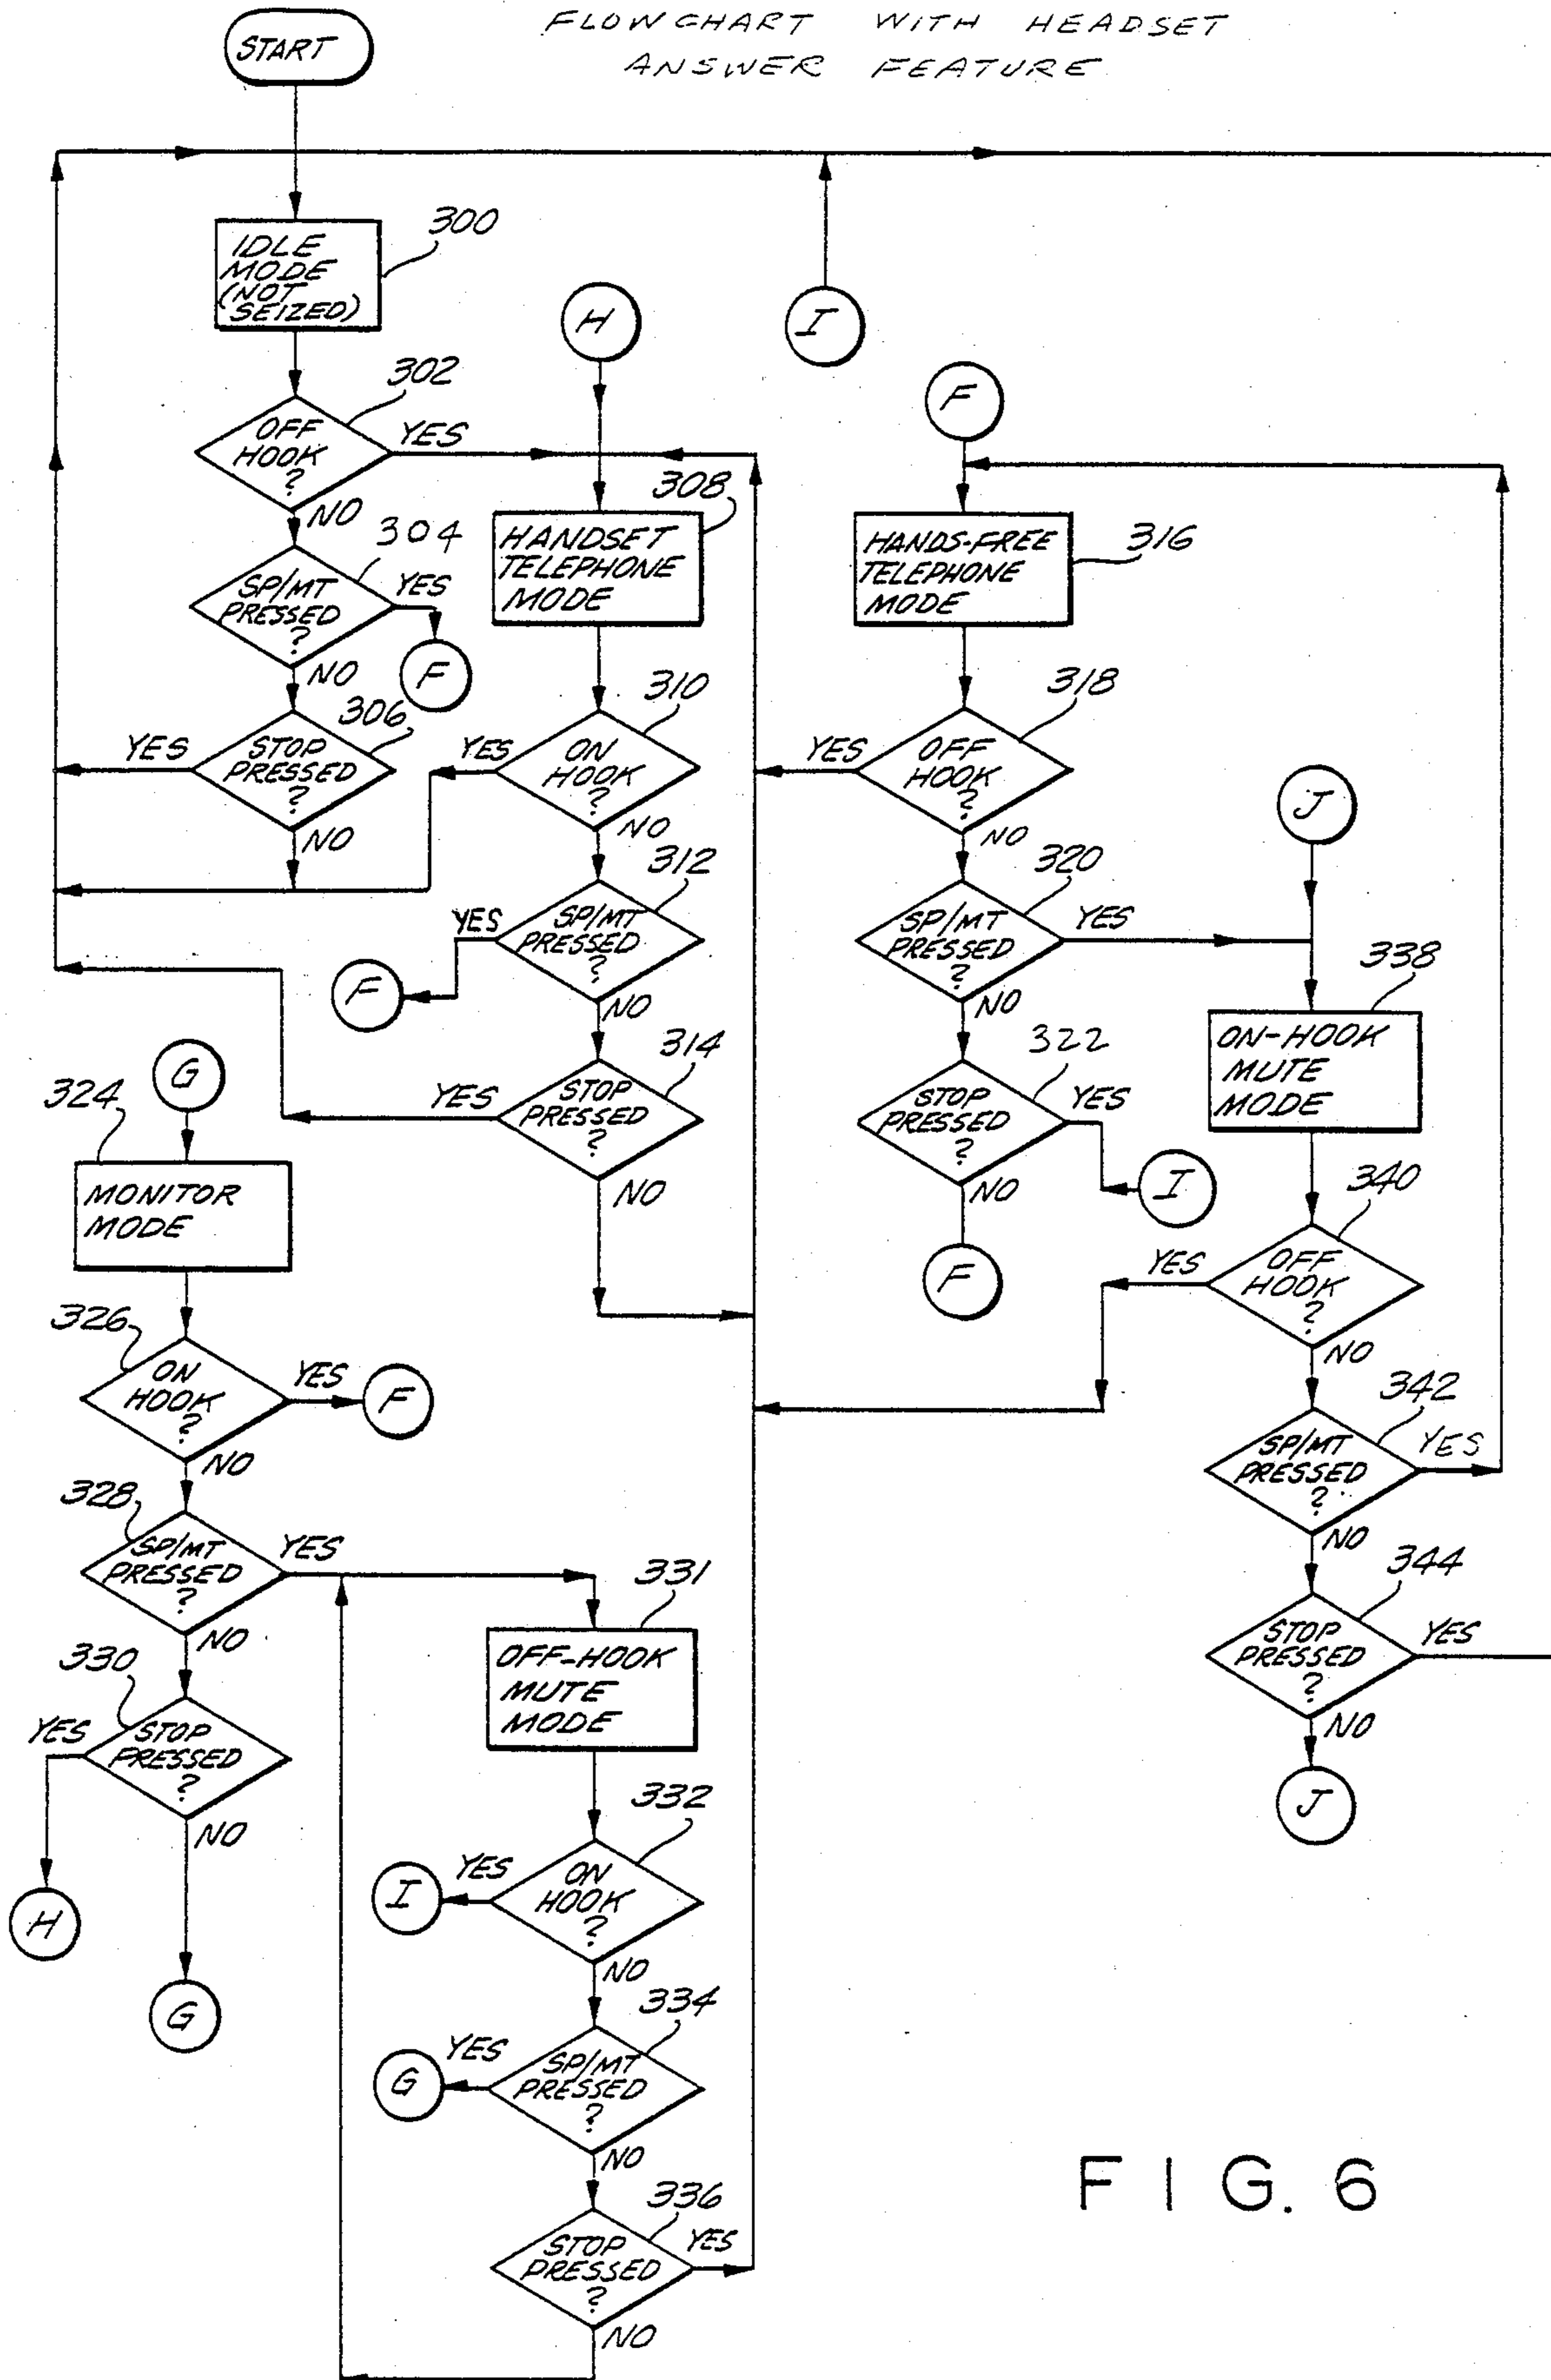 FLOWCHART WITH HEADSET
ANSWER FEATURE
START
300
IDLE
MODE
(NOT
SEIZED)
H
I
302
OFF
HOOK
?
YES
NO
F
304
SP/MT
PRESSED
?
YES
NO
F
308
HANDSET
TELEPHONE
MODE
316
HANDS-FREE
TELEPHONE
MODE
306
STOP
PRESSED
?
YES
NO
310
ON
HOOK
?
YES
NO
318
OFF
HOOK
?
YES
NO
J
312
SP/MT
PRESSED
?
YES
NO
F
320
SP/MT
PRESSED
?
YES
NO
338
ON-HOOK
MUTE
MODE
314
STOP
PRESSED
?
YES
NO
322
STOP
PRESSED
?
YES
NO
I
F
G
324
MONITOR
MODE
340
OFF
HOOK
?
YES
NO
326
ON
HOOK
?
YES
NO
F
342
SP/MT
PRESSED
?
YES
NO
328
SP/MT
PRESSED
?
YES
NO
344
STOP
PRESSED
?
YES
NO
J
330
STOP
PRESSED
?
YES
NO
H
G
331
OFF-HOOK
MUTE
MODE
332
ON
HOOK
?
YES
NO
I
334
SP/MT
PRESSED
?
YES
NO
G
336
STOP
PRESSED
?
YES
NO
FIG. 6